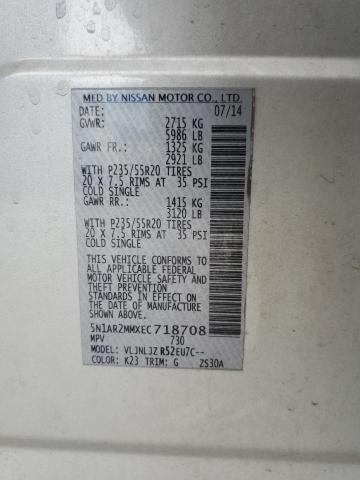 MFD BY NISSAN MOTOR CO., LTD.
DATE: 07/14
GVWR: 2715 KG
5986 LB
GAWR FR.: 1325 KG
2921 LB
WITH P235/55R20 TIRES
20 X 7.5 RIMS AT 35 PSI
COLD SINGLE
GAWR RR.: 1415 KG
3120 LB
WITH P235/55R20 TIRES
20 X 7.5 RIMS AT 35 PSI
COLD SINGLE
THIS VEHICLE CONFORMS TO ALL
APPLICABLE FEDERAL MOTOR
VEHICLE SAFETY AND
THEFT PREVENTION
STANDARDS IN EFFECT ON THE
DATE OF MANUFACTURE SHOWN
ABOVE.
5N1AR2MMXEC718708
MPV 730
VLJNLJZ R52EU7C--
COLOR: K23 TRIM: G ZS30A